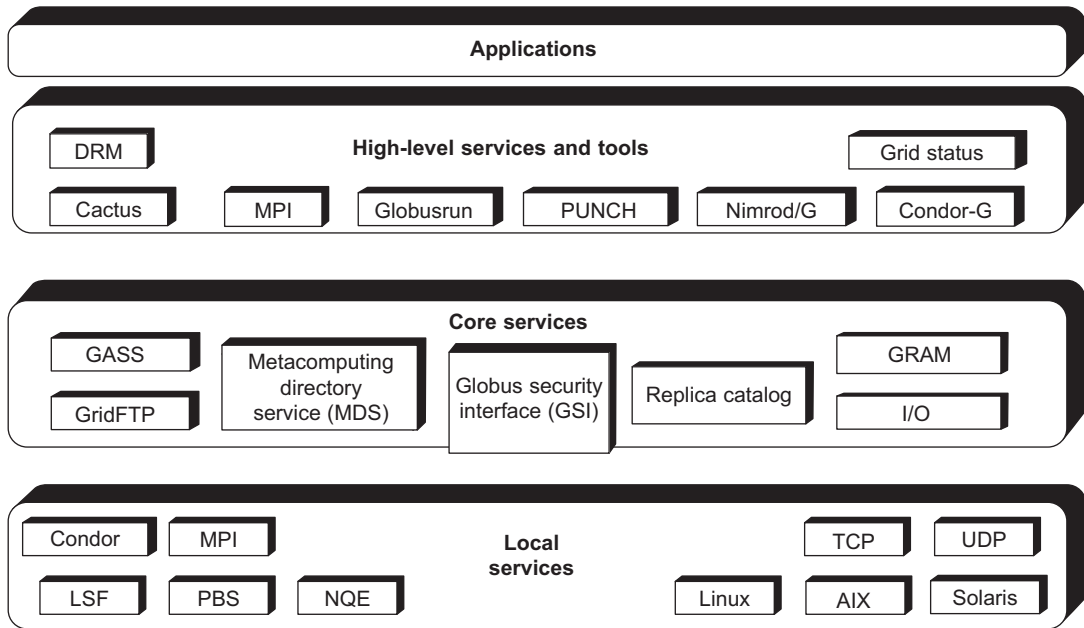 Applications
High-level services and tools
DRM
Grid status
Cactus
MPI
Globusrun
PUNCH
Nimrod/G
Condor-G
Core services
GASS
Metacomputing
directory
service (MDS)
Globus security
interface (GSI)
Replica catalog
GRAM
GridFTP
I/O
Local
services
Condor
MPI
TCP
UDP
LSF
PBS
NQE
Linux
AIX
Solaris